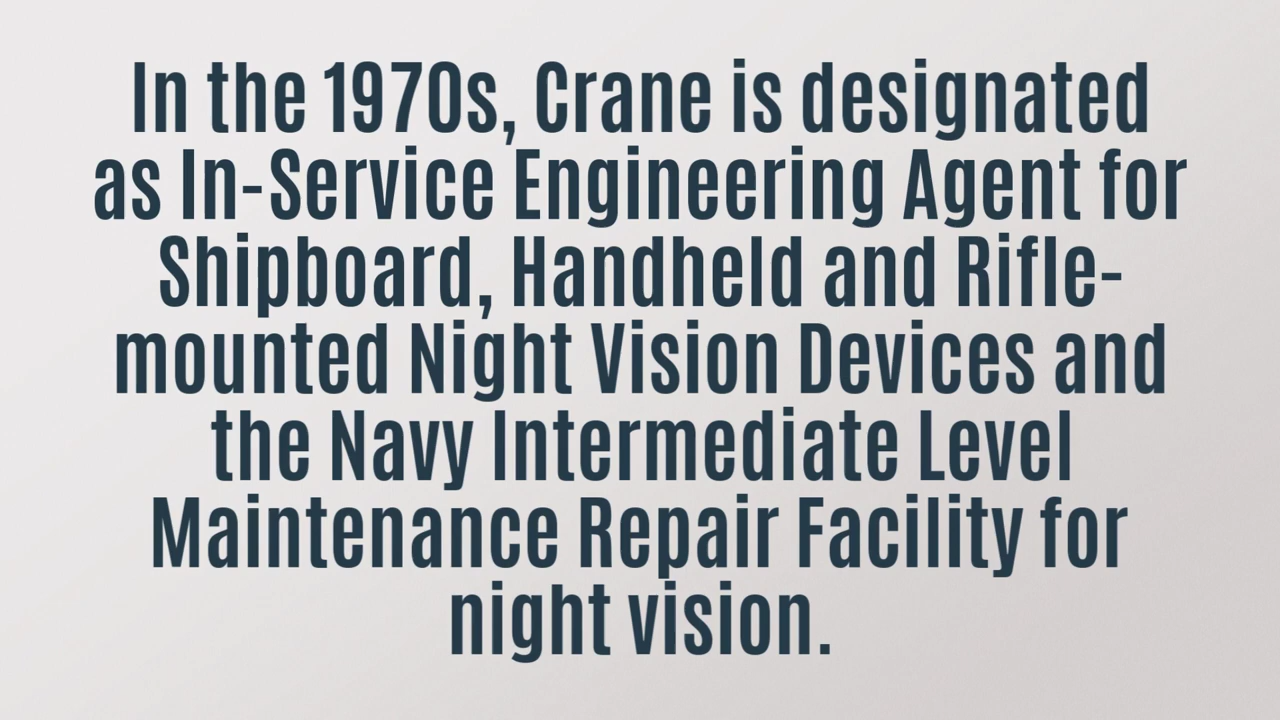 In the 1970s, Crane is designated
as In-Service Engineering Agent for
Shipboard, Handheld and Rifle-
mounted Night Vision Devices and
the Navy Intermediate Level
Maintenance Repair Facility for
night vision.